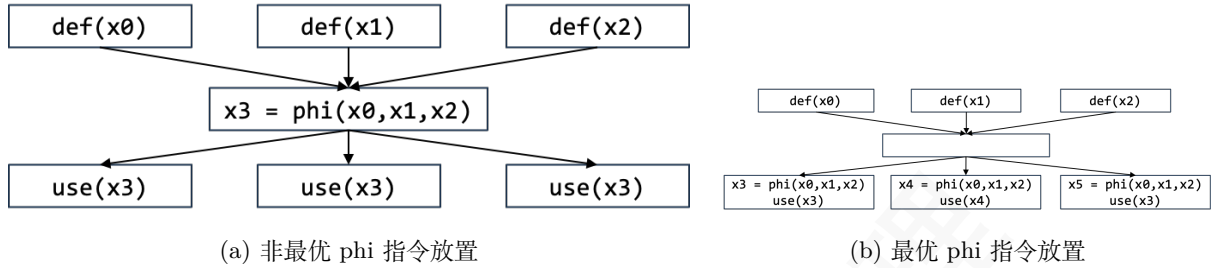 def(x0) def(x1) def(x2)
x3 = phi(x0,x1,x2)
use(x3) use(x3) use(x3)
(a) 非最优 phi 指令放置
def(x0) def(x1) def(x2)
x3 = phi(x0,x1,x2) x4 = phi(x0,x1,x2) x5 = phi(x0,x1,x2)
use(x3) use(x4) use(x3)
(b) 最优 phi 指令放置